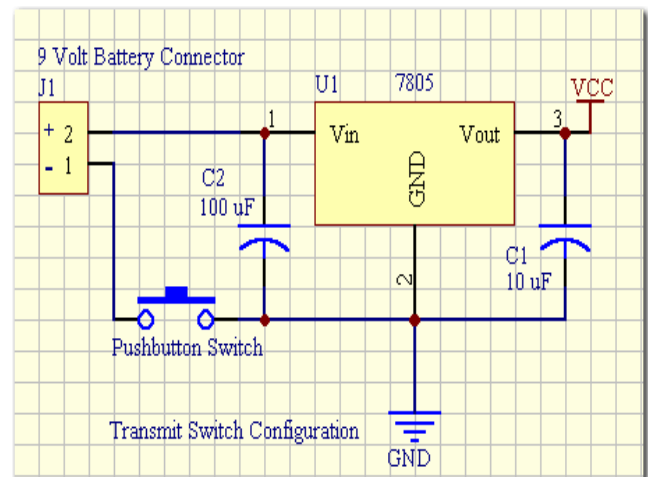 9 Volt Battery Connector
J1
U1 7805
VCC
+ 2
- 1
1
Vin
Vout
3
GND
C2
100 uF
2
C1
10 uF
Pushbutton Switch
Transmit Switch Configuration
GND